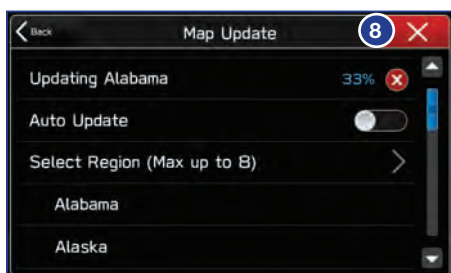 Back Map Update 8
Updating Alabama 33%
Auto Update
Select Region (Max up to 8)
Alabama
Alaska